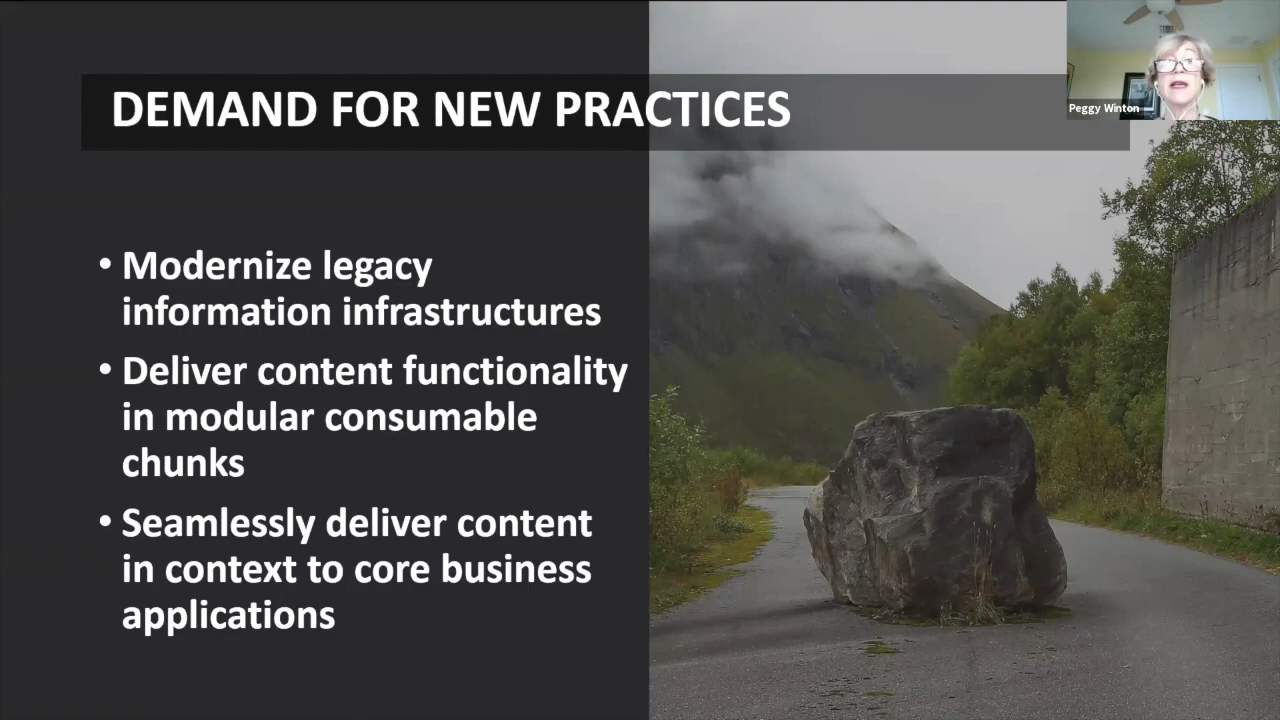 DEMAND FOR NEW PRACTICES
Peggy Winton
• Modernize legacy
information infrastructures
• Deliver content functionality
in modular consumable
chunks
• Seamlessly deliver content
in context to core business
applications